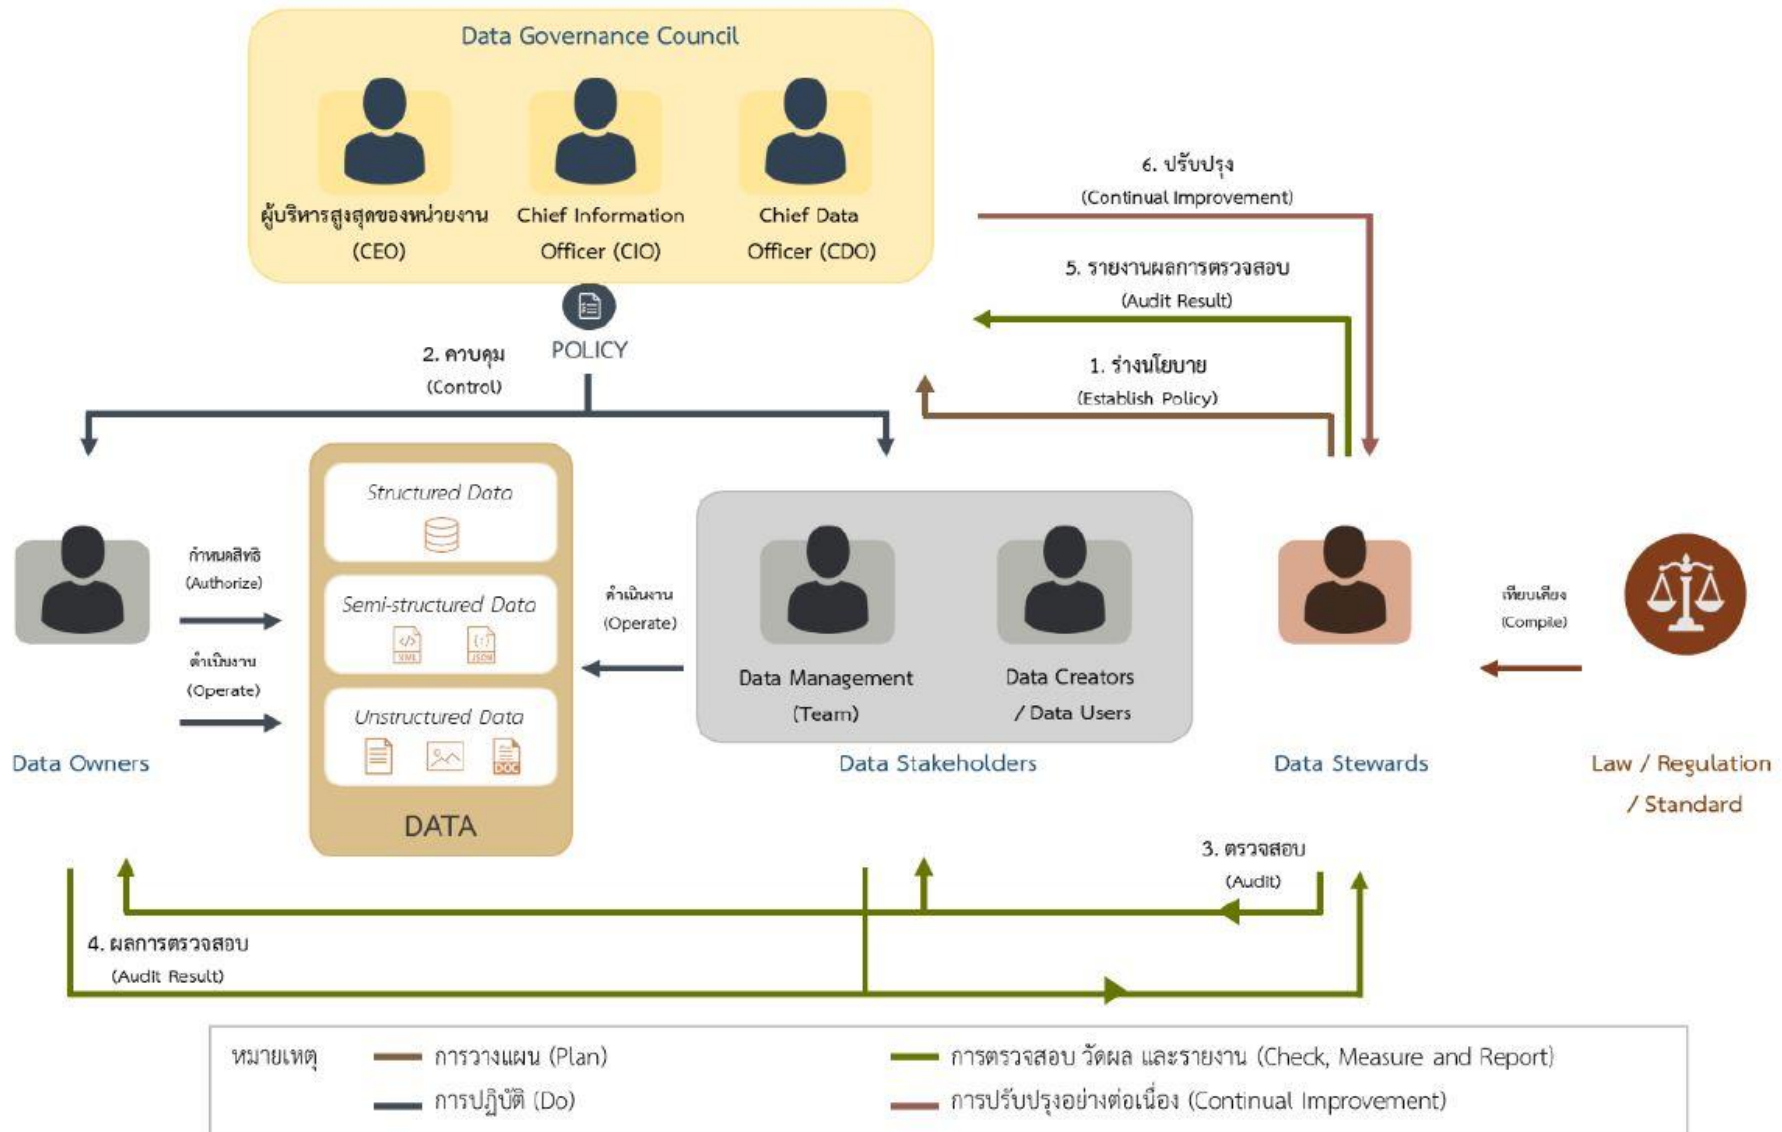 Data Governance Council
ผู้บริหารสูงสุดของหน่วยงาน
(CEO)
Chief Information
Officer (CIO)
Chief Data
Officer (CDO)
6. ปรับปรุง
(Continual Improvement)
5. รายงานผลการตรวจสอบ
(Audit Result)
1. ร่างนโยบาย
(Establish Policy)
2. ควบคุม
(Control)
POLICY
กำหนดสิทธิ
(Authorize)
ดำเนินงาน
(Operate)
Data Owners
Structured Data
Semi-structured Data
</>
XML
{:}
JSON
Unstructured Data
DOC
DATA
ดำเนินงาน
(Operate)
Data Management
(Team)
Data Creators
/ Data Users
Data Stakeholders
Data Stewards
เทียบเคียง
(Compile)
Law / Regulation
/ Standard
3. ตรวจสอบ
(Audit)
4. ผลการตรวจสอบ
(Audit Result)
หมายเหตุ
การวางแผน (Plan)
การตรวจสอบ วัดผล และรายงาน (Check, Measure and Report)
การปฏิบัติ (Do)
การปรับปรุงอย่างต่อเนื่อง (Continual Improvement)